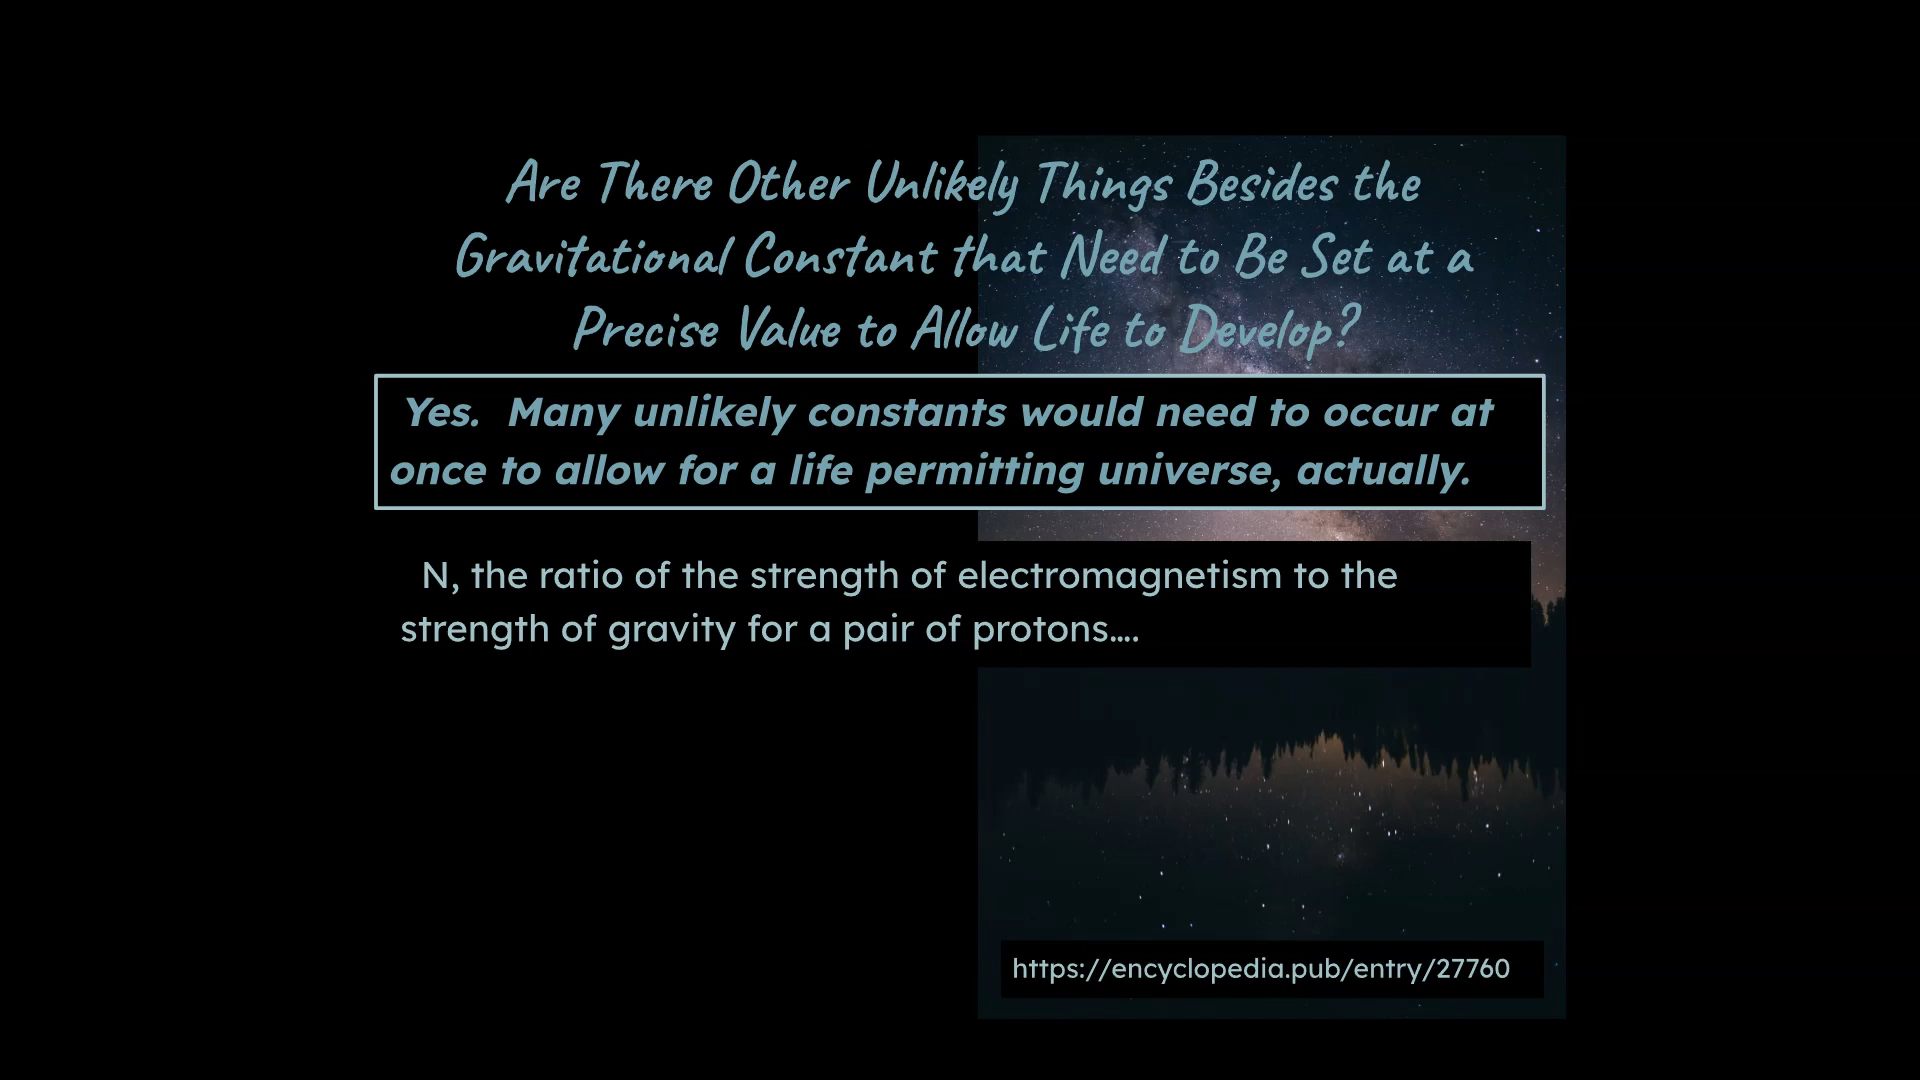 Are There Other Unlikely Things Besides the
Gravitational Constant that Need to Be Set at a
Precise Value to Allow Life to Develop?
Yes.  Many unlikely constants would need to occur at
once to allow for a life permitting universe, actually.
N, the ratio of the strength of electromagnetism to the
strength of gravity for a pair of protons....
https://encyclopedia.pub/entry/27760